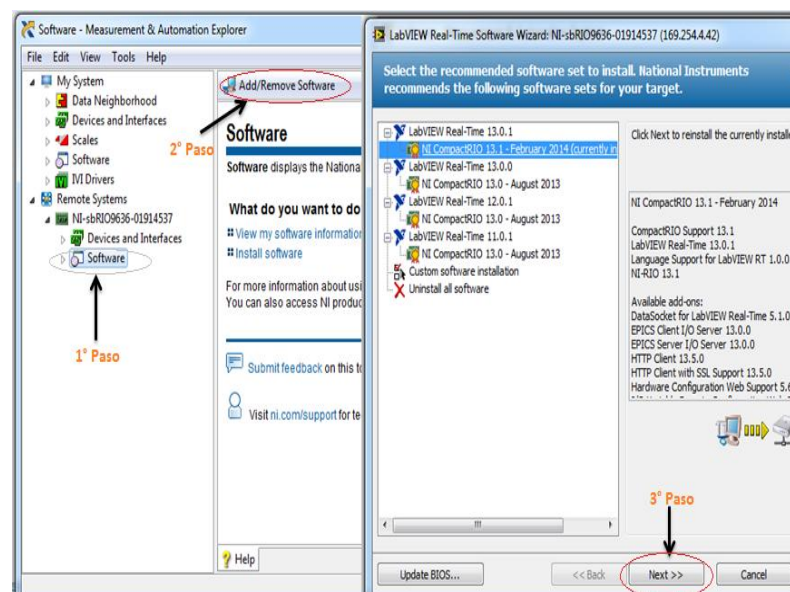 Software - Measurement & Automation Explorer
File Edit View Tools Help
My System
Data Neighborhood
Devices and Interfaces
Scales
Software
IVI Drivers
Remote Systems
NI-sbRIO9636-01914537
Devices and Interfaces
Software
1° Paso
2° Paso
Add/Remove Software
Software
Software displays the Nationa
What do you want to do
View my software information
Install software
For more information about usi
You can also access NI produc
Submit feedback on this to
Visit ni.com/support for te
Help
LabVIEW Real-Time Software Wizard: NI-sbRIO9636-01914537 (169.254.4.42)
Select the recommended software set to install. National Instruments
recommends the following software sets for your target.
LabVIEW Real-Time 13.0.1
NI CompactRIO 13.1 - February 2014 (currently in
LabVIEW Real-Time 13.0.0
NI CompactRIO 13.0 - August 2013
LabVIEW Real-Time 12.0.1
NI CompactRIO 13.0 - August 2013
LabVIEW Real-Time 11.0.1
NI CompactRIO 13.0 - August 2013
Custom software installation
Uninstall all software
Click Next to reinstall the currently installe
NI CompactRIO 13.1 - February 2014
CompactRIO Support 13.1
LabVIEW Real-Time 13.0.1
Language Support for LabVIEW RT 1.0.0
NI-RIO 13.1
Available add-ons:
DataSocket for LabVIEW Real-Time 5.1.0
EPICS Client I/O Server 13.0.0
EPICS Server I/O Server 13.0.0
HTTP Client 13.5.0
HTTP Client with SSL Support 13.5.0
Hardware Configuration Web Support 5.6
3° Paso
Update BIOS...
<< Back
Next >>
Cancel